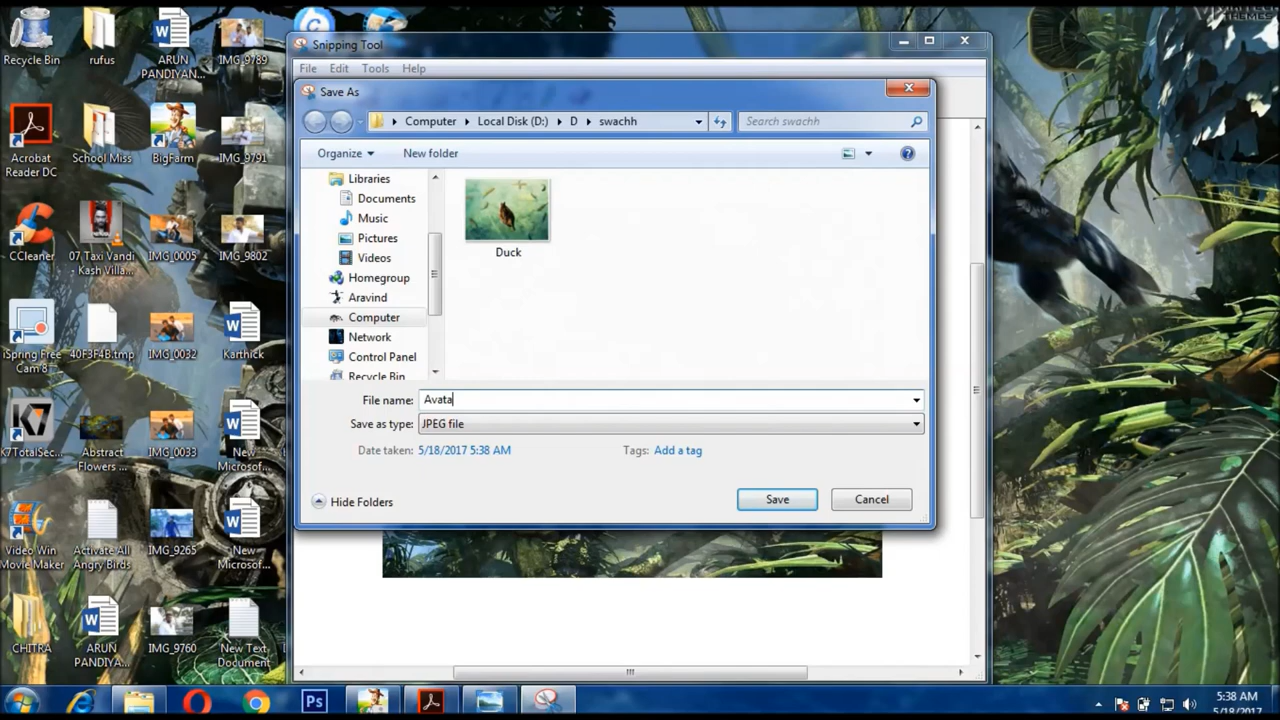 Recycle Bin
rufus
ARUN
PANDIYAN...
IMG_9789
Acrobat
Reader DC
School Miss
BigFarm
IMG_9791
CCleaner
07 Taxi Vandi
- Kash Villa...
IMG_0005
IMG_9802
iSpring Free
Cam 8
40F3F4B.tmp
IMG_0032
Karthick
K7TotalSec...
Abstract
Flowers ...
IMG_0033
New
Microsof...
Video Win
Movie Maker
Activate All
Angry Birds
IMG_9265
New
Microsof...
CHITRA
ARUN
PANDIYA...
IMG_9760
New Text
Document
THEMES
Snipping Tool
File Edit Tools Help
Save As
Computer Local Disk (D:) D swachh
Search swachh
Organize New folder
Libraries
Documents
Music
Pictures
Videos
Homegroup
Aravind
Computer
Network
Control Panel
Recycle Bin
Duck
File name: Avata
Save as type: JPEG file
Date taken: 5/18/2017 5:38 AM Tags: Add a tag
Hide Folders
Save Cancel
Ps
5:38 AM
5/18/2017